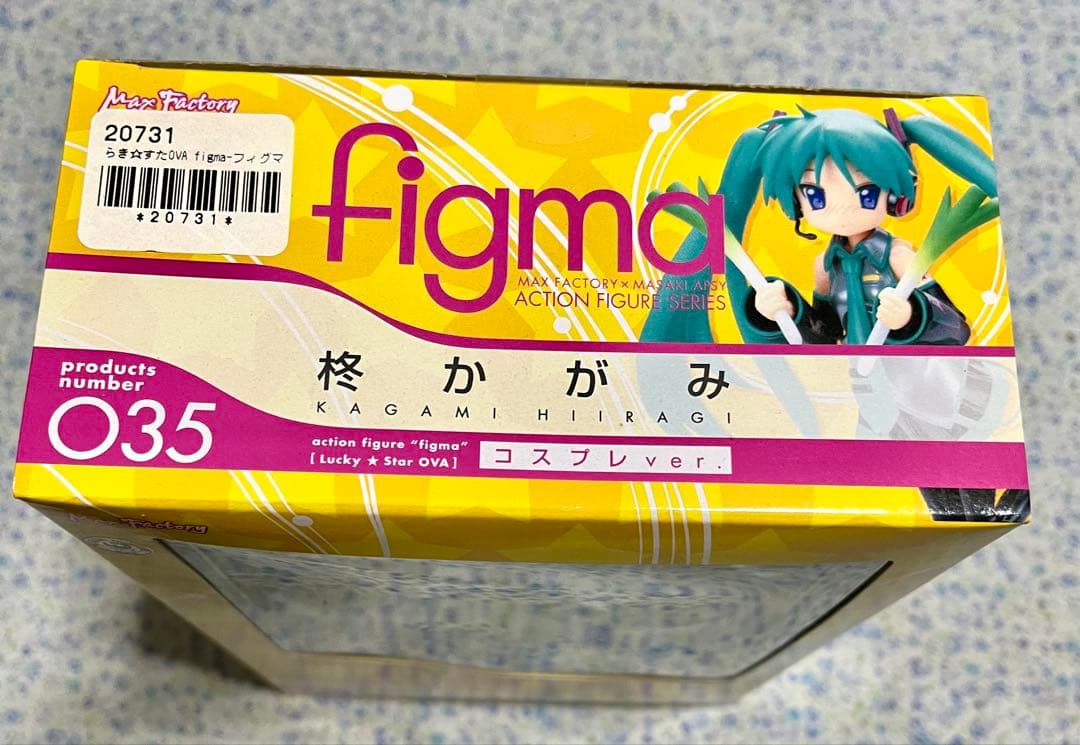 Max Factory
20731
らき☆すたOVA figma-フィグマ
*20731*
figma
MAX FACTORY × MASAKI APSY
ACTION FIGURE SERIES
柊かがみ
KAGAMI HIIRAGI
products
number
035
action figure "figma"
[ Lucky ★ Star OVA ]
コスプレver.
Max Factory